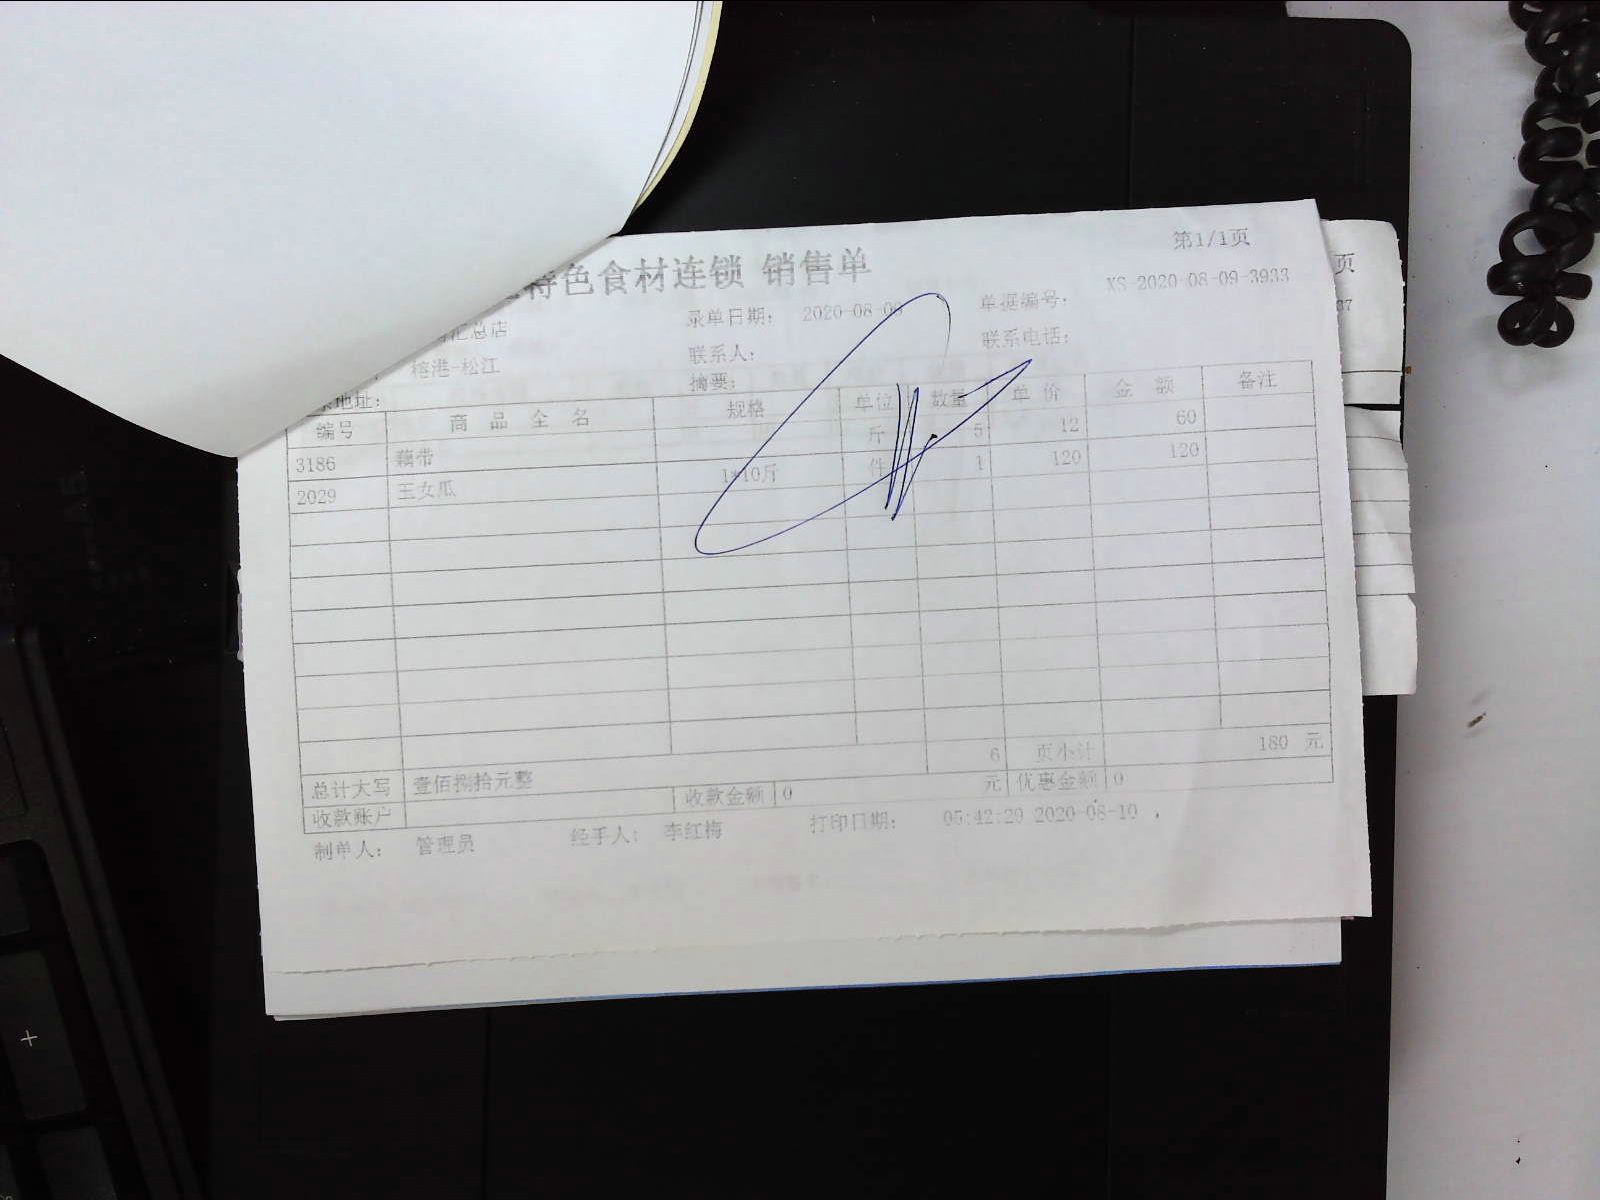 第1/1页
特色食材连锁 销售单
页
录单日期: 2020-08-09 单据编号: XS-2020-08-09-3933
汇总店 联系人: 联系电话:
37
榕港-松江 摘要:
地址:
编号 商品全名 规格 单位 数量 单价 金额 备注
3186 藕带 斤 5 12 60
2029 王女瓜 1*10斤 件 1 120 120
6 页小计 180 元
总计大写 壹佰捌拾元整
收款账户 收款金额 0 元 优惠金额 0
制单人: 管理员 经手人: 李红梅 打印日期: 05:42:29 2020-08-10
+